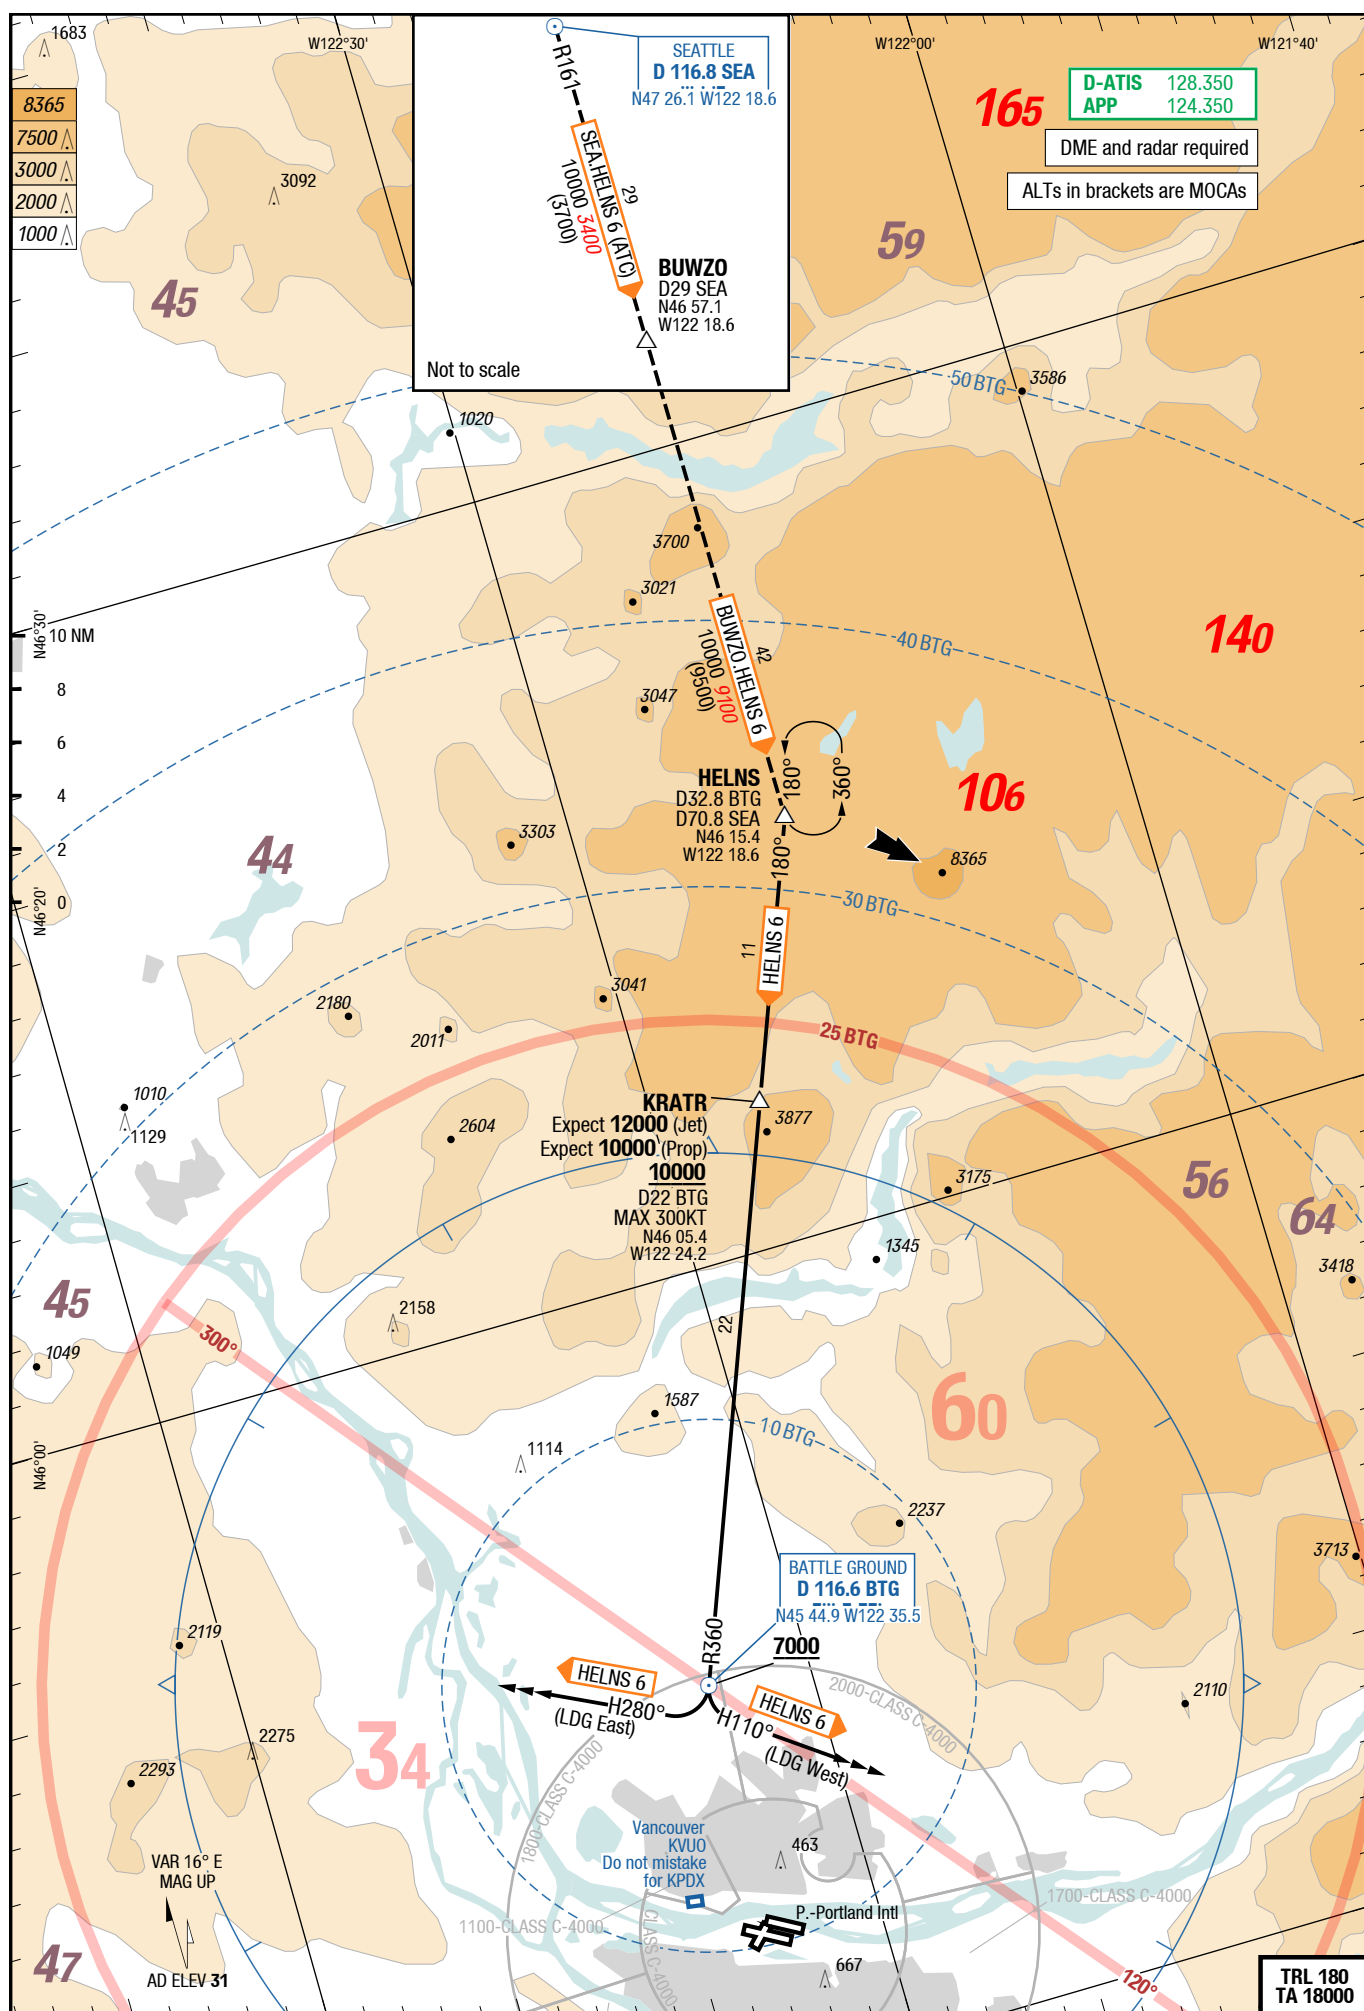 1683
W122°30'
W122°00'
W121°40'
8365
7500
3000
2000
1000
3092
45
R161
SEATTLE
D 116.8 SEA
N47 26.1 W122 18.6
SEA.HELNS 6 (ATC)
29
10000 3400
(3700)
BUWZO
D29 SEA
N46 57.1
W122 18.6
Not to scale
165
D-ATIS 128.350
APP 124.350
DME and radar required
ALTs in brackets are MOCAs
59
50 BTG
3586
1020
3700
3021
N46°30'
10 NM
8
6
4
2
0
N46°20'
40 BTG
140
BUWZO.HELNS 6
42
10000 9100
(9500)
3047
180°
360°
HELNS
D32.8 BTG
D70.8 SEA
N46 15.4
W122 18.6
106
180°
3303
44
8365
30 BTG
HELNS 6
11
3041
2180
2011
25 BTG
1010
1129
2604
KRATR
Expect 12000 (Jet)
Expect 10000 (Prop)
10000
D22 BTG
MAX 300KT
N46 05.4
W122 24.2
3877
3175
56
64
1345
3418
45
300°
2158
22
1049
1587
60
10 BTG
N46°00'
1114
2237
3713
BATTLE GROUND
D 116.6 BTG
N45 44.9 W122 35.5
R360
7000
2119
HELNS 6
H280°
(LDG East)
HELNS 6
H110°
(LDG West)
2000-CLASS C-4000
2110
34
2275
2293
1800-CLASS C-4000
Vancouver
KVUO
Do not mistake
for KPDX
463
VAR 16° E
MAG UP
P.-Portland Intl
1100-CLASS C-4000
CLASS C-4000
1700-CLASS C-4000
47
AD ELEV 31
667
120°
TRL 180
TA 18000